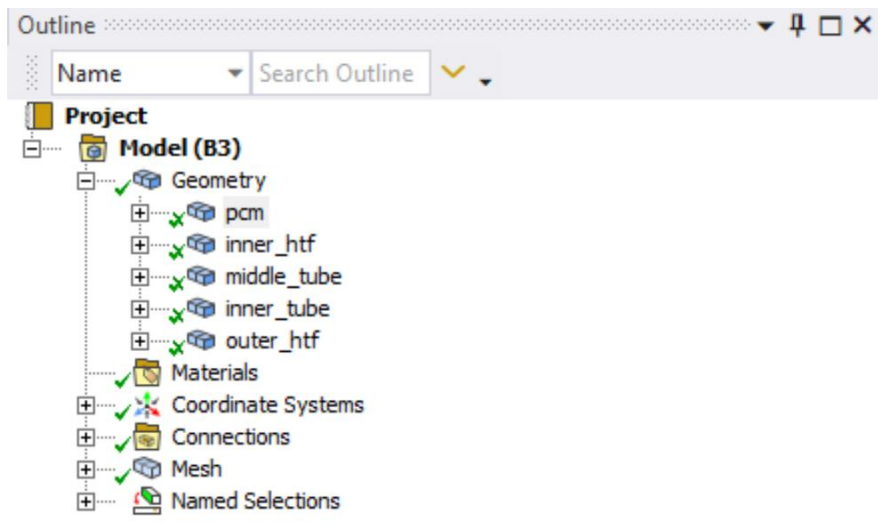 Outline
Name Search Outline
Project
Model (B3)
Geometry
pcm
inner_htf
middle_tube
inner_tube
outer_htf
Materials
Coordinate Systems
Connections
Mesh
Named Selections